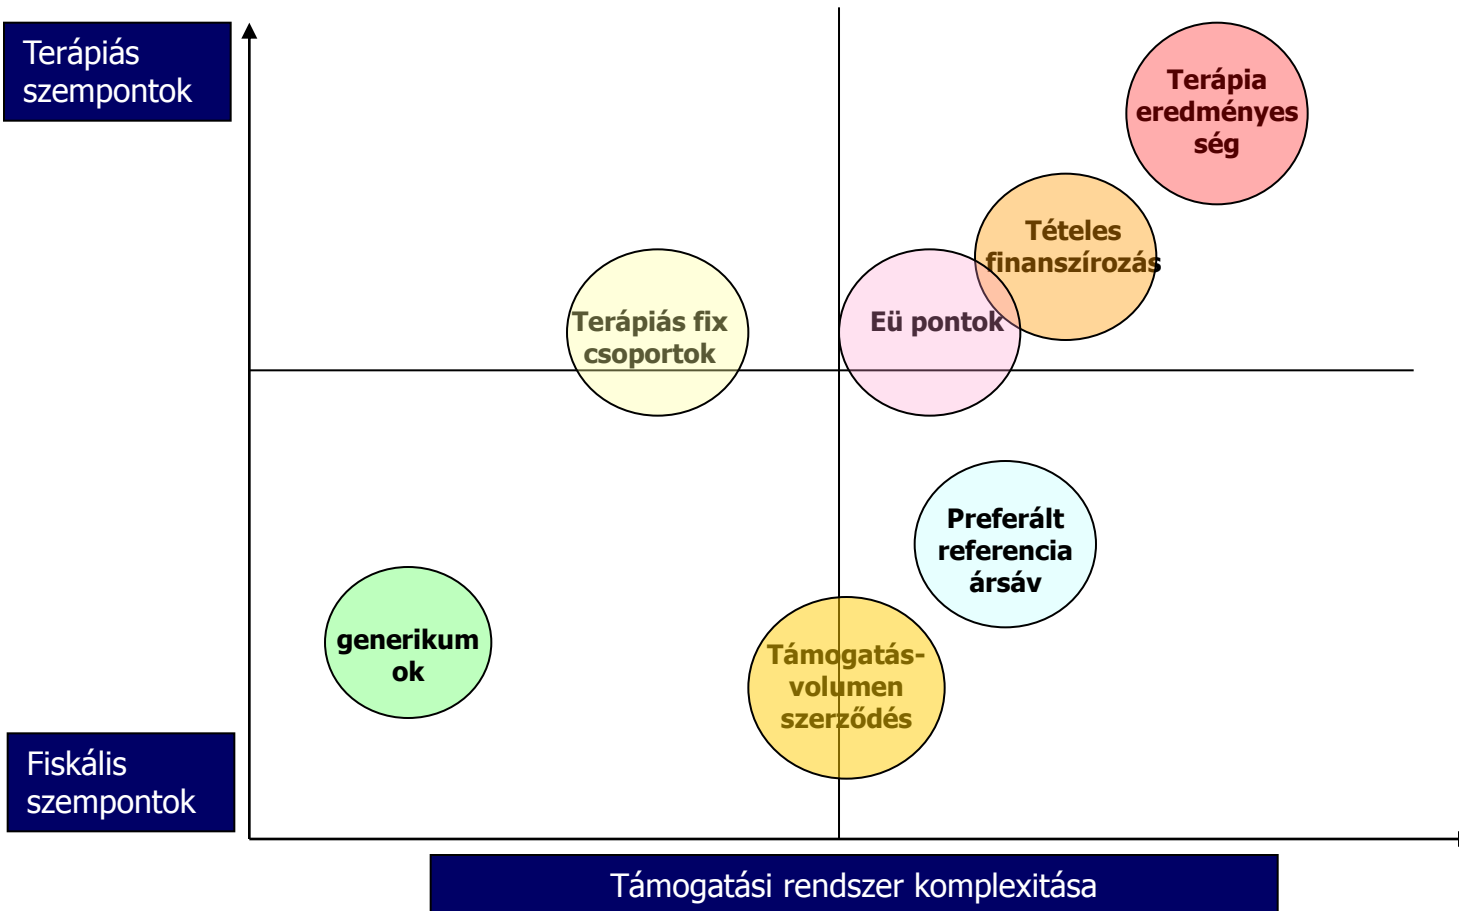 Terápiás
szempontok
Terápia
eredményes
ség
Tételes
finanszírozás
Terápiás fix
csoportok
Eü pontok
Preferált
referencia
ársáv
generikum
ok
Támogatás-
volumen
szerződés
Fiskális
szempontok
Támogatási rendszer komplexitása